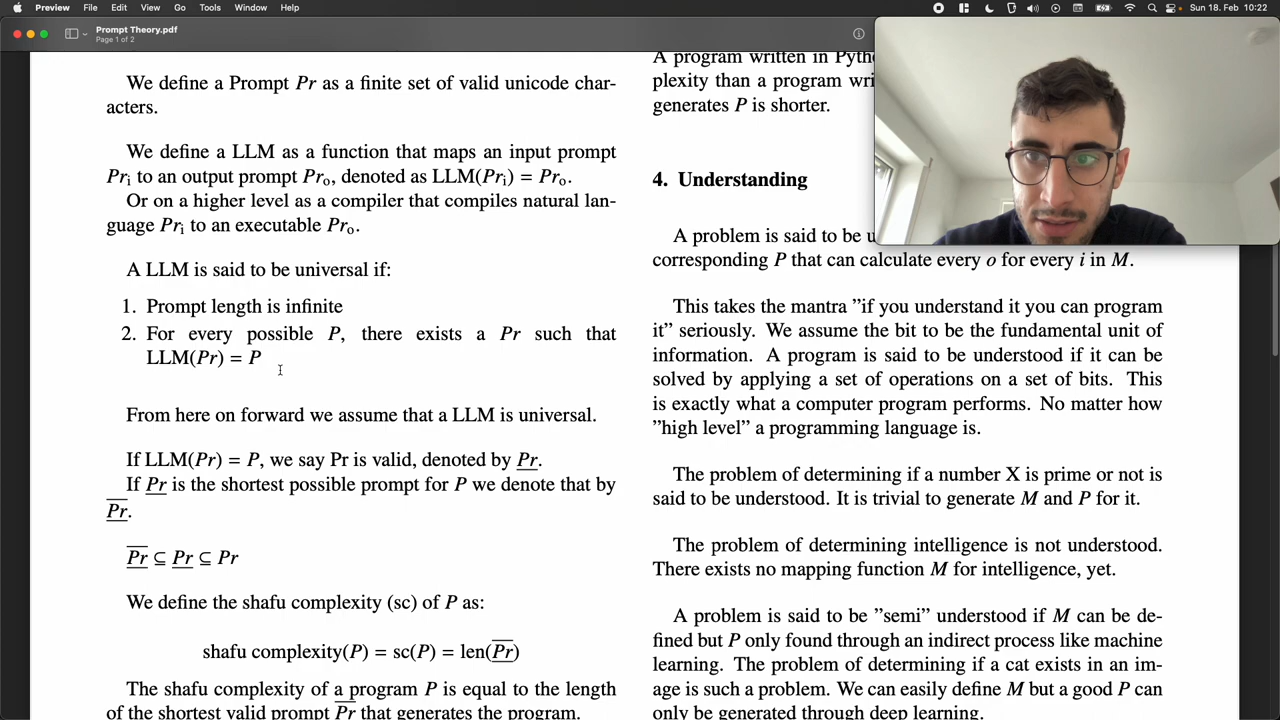 Preview File Edit View Go Tools Window Help
Sun 18. Feb 10:22
Prompt Theory.pdf
Page 1 of 2
We define a Prompt Pr as a finite set of valid unicode char-
acters.
We define a LLM as a function that maps an input prompt
Pri to an output prompt Pro, denoted as LLM(Pri) = Pro.
Or on a higher level as a compiler that compiles natural lan-
guage Pri to an executable Pro.
A LLM is said to be universal if:
1. Prompt length is infinite
2. For every possible P, there exists a Pr such that
LLM(Pr) = P
From here on forward we assume that a LLM is universal.
If LLM(Pr) = P, we say Pr is valid, denoted by Pr.
If Pr is the shortest possible prompt for P we denote that by
Pr.
Pr ⊆ Pr ⊆ Pr
We define the shafu complexity (sc) of P as:
shafu complexity(P) = sc(P) = len(Pr)
The shafu complexity of a program P is equal to the length
of the shortest valid prompt Pr that generates the program.
A program written in Pyth
plexity than a program wri
generates P is shorter.
4. Understanding
A problem is said to be u
corresponding P that can calculate every o for every i in M.
This takes the mantra ”if you understand it you can program
it” seriously. We assume the bit to be the fundamental unit of
information. A program is said to be understood if it can be
solved by applying a set of operations on a set of bits. This
is exactly what a computer program performs. No matter how
”high level” a programming language is.
The problem of determining if a number X is prime or not is
said to be understood. It is trivial to generate M and P for it.
The problem of determining intelligence is not understood.
There exists no mapping function M for intelligence, yet.
A problem is said to be ”semi” understood if M can be de-
fined but P only found through an indirect process like machine
learning. The problem of determining if a cat exists in an im-
age is such a problem. We can easily define M but a good P can
only be generated through deep learning.